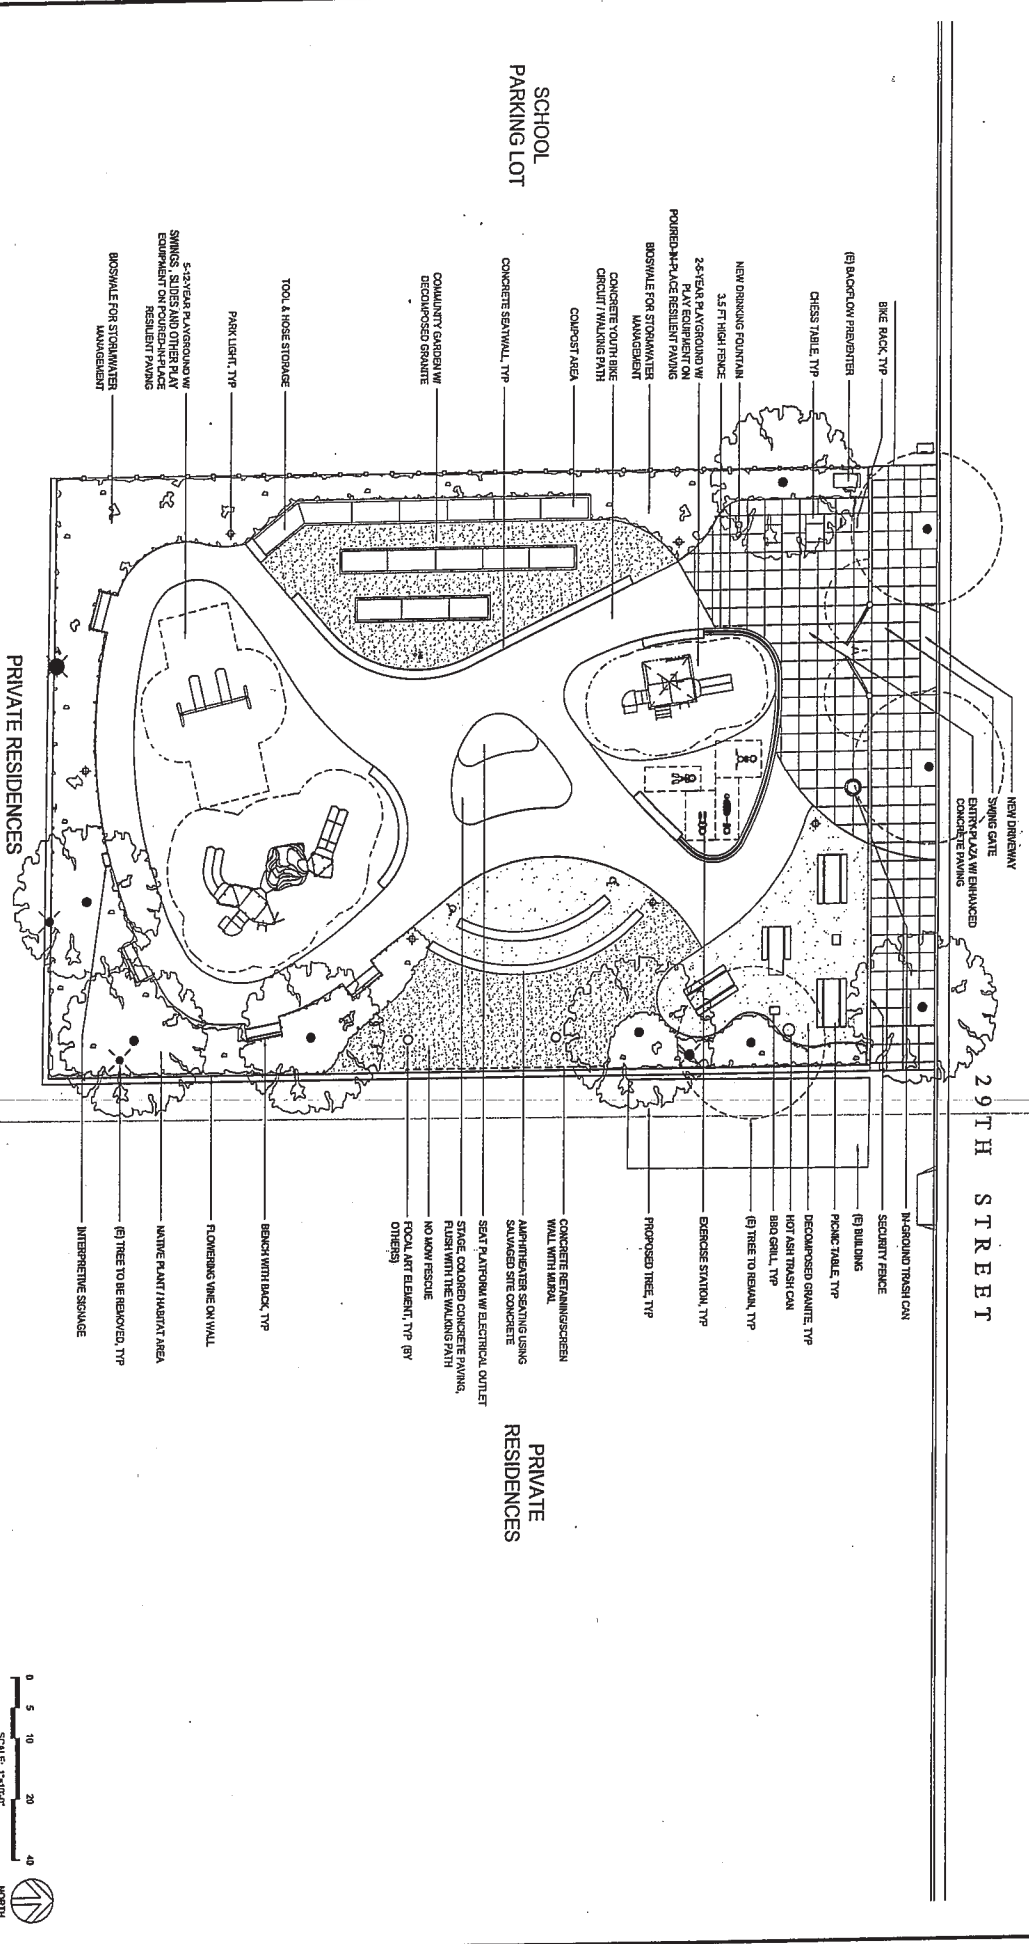 SCHOOL
PARKING LOT
BIKE RACK, TYP
(E) BACKFLOW PREVENTER
CHESS TABLE, TYP
NEW DRINKING FOUNTAIN
3.5 FT HIGH FENCE
2-5-YEAR PLAYGROUND W/
PLAY EQUIPMENT ON
POURED-IN-PLACE RESILIENT PAVING
BIOSWALE FOR STORMWATER
MANAGEMENT
CONCRETE YOUTH BIKE
CIRCUIT / WALKING PATH
COMPOST AREA
CONCRETE SEATWALL, TYP
COMMUNITY GARDEN W/
DECOMPOSED GRANITE
TOOL & HOSE STORAGE
PARK LIGHT, TYP
5-12-YEAR PLAYGROUND W/
SWINGS, SLIDES AND OTHER PLAY
EQUIPMENT ON POURED-IN-PLACE
RESILIENT PAVING
BIOSWALE FOR STORMWATER
MANAGEMENT
NEW DRIVEWAY
SWING GATE
ENTRY PLAZA W/ ENHANCED
CONCRETE PAVING
29TH STREET
PRIVATE RESIDENCES
IN-GROUND TRASH CAN
SECURITY FENCE
(E) BUILDING
PICNIC TABLE, TYP
DECOMPOSED GRANITE, TYP
HOT ASH TRASH CAN
BBQ GRILL, TYP
(E) TREE TO REMAIN, TYP
EXERCISE STATION, TYP
PROPOSED TREE, TYP
CONCRETE RETAINING/SCREEN
WALL WITH MURAL
AMPHITHEATER SEATING USING
SALVAGED SITE CONCRETE
SEAT PLATFORM W/ ELECTRICAL OUTLET
STAGE, COLORED CONCRETE PAVING,
FLUSH WITH THE WALKING PATH
NO MOW FESCUE
FOCAL ART ELEMENT, TYP (BY
OTHERS)
BENCH WITH BACK, TYP
FLOWERING VINE ON WALL
NATIVE PLANT / HABITAT AREA
(E) TREE TO BE REMOVED, TYP
INTERPRETIVE SIGNAGE
PRIVATE
RESIDENCES
0 5 10 20 40
SCALE: 1"=10'-0"
NORTH